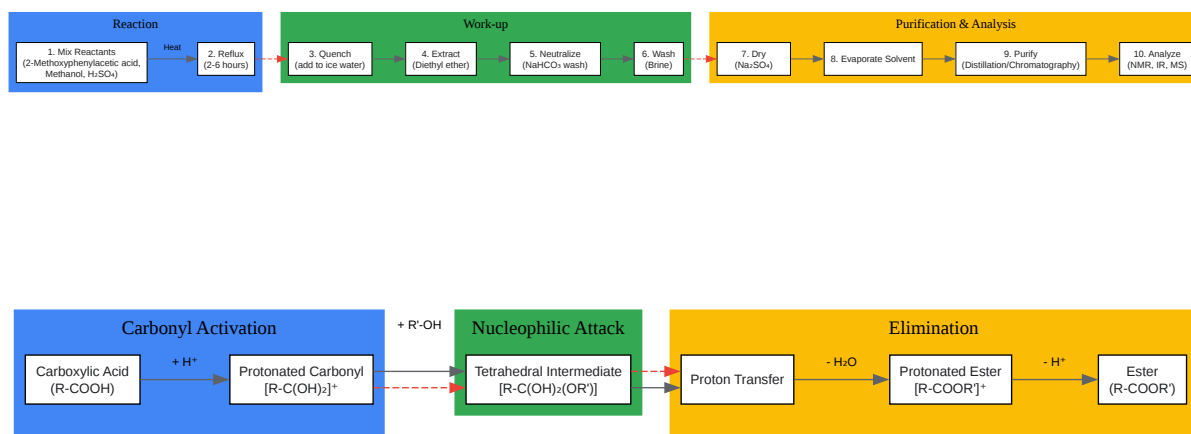 Reaction
Work-up
Purification & Analysis
1. Mix Reactants
(2-Methoxyphenylacetic acid,
Methanol, H₂SO₄)
Heat
2. Reflux
(2-6 hours)
3. Quench
(add to ice water)
4. Extract
(Diethyl ether)
5. Neutralize
(NaHCO₃ wash)
6. Wash
(Brine)
7. Dry
(Na₂SO₄)
8. Evaporate Solvent
9. Purify
(Distillation/Chromatography)
10. Analyze
(NMR, IR, MS)
Carbonyl Activation
+ R'-OH
Nucleophilic Attack
Elimination
Carboxylic Acid
(R-COOH)
+ H⁺
Protonated Carbonyl
[R-C(OH)₂]⁺
Tetrahedral Intermediate
[R-C(OH)₂(OR')]
Proton Transfer
- H₂O
Protonated Ester
[R-COOR']⁺
- H⁺
Ester
(R-COOR')